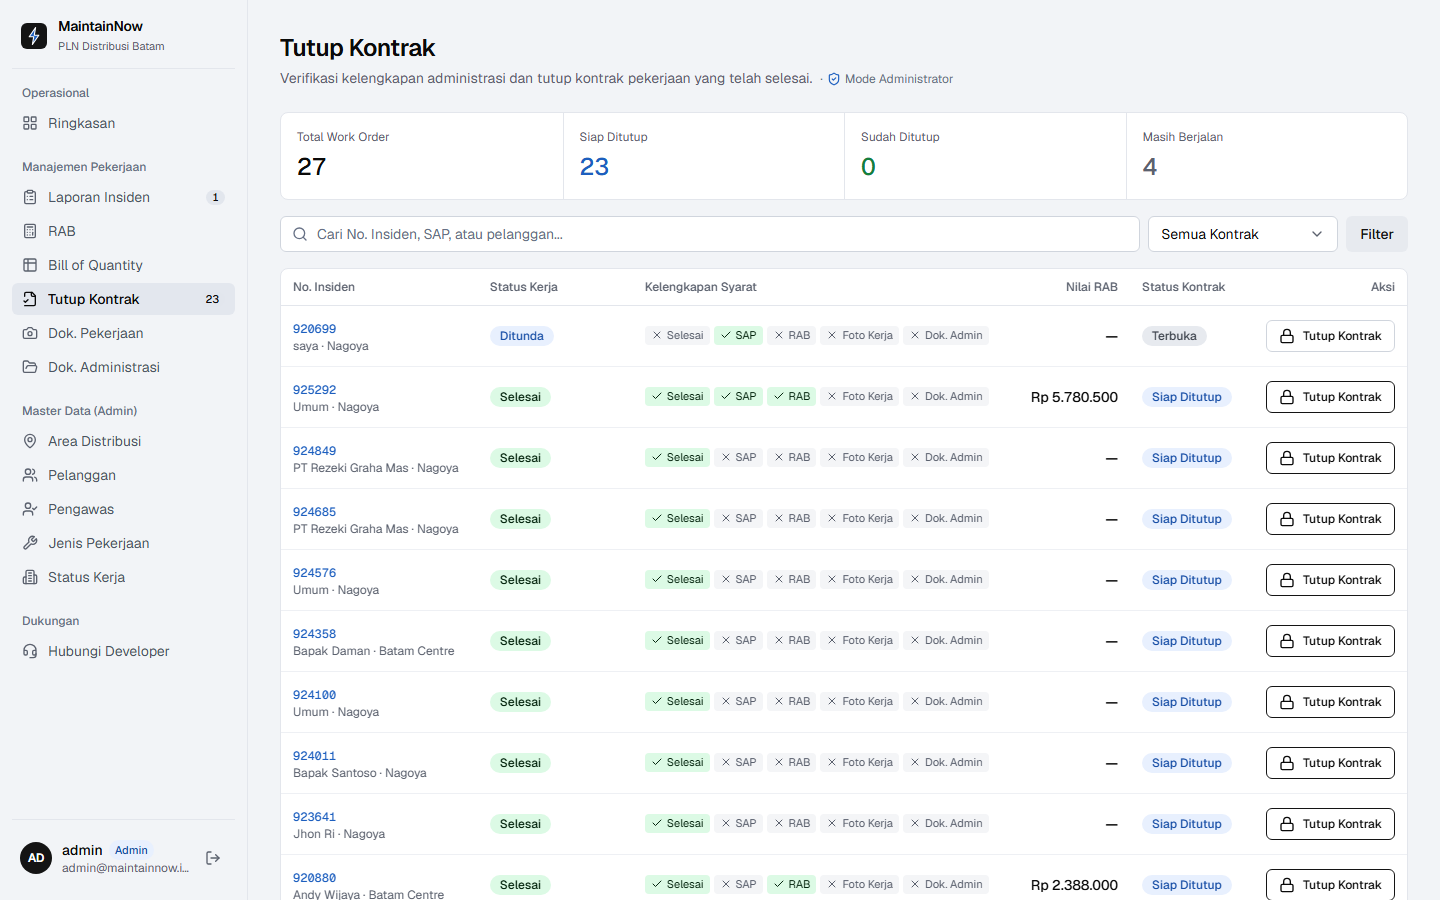 MaintainNow
PLN Distribusi Batam
Operasional
Ringkasan
Manajemen Pekerjaan
Laporan Insiden 1
RAB
Bill of Quantity
Tutup Kontrak 23
Dok. Pekerjaan
Dok. Administrasi
Master Data (Admin)
Area Distribusi
Pelanggan
Pengawas
Jenis Pekerjaan
Status Kerja
Dukungan
Hubungi Developer
AD admin Admin
admin@maintainnow.i...
Tutup Kontrak
Verifikasi kelengkapan administrasi dan tutup kontrak pekerjaan yang telah selesai. · Mode Administrator
Total Work Order
27
Siap Ditutup
23
Sudah Ditutup
0
Masih Berjalan
4
Cari No. Insiden, SAP, atau pelanggan...
Semua Kontrak
Filter
No. Insiden Status Kerja Kelengkapan Syarat Nilai RAB Status Kontrak Aksi
920699 Ditunda Selesai SAP RAB Foto Kerja Dok. Admin — Terbuka Tutup Kontrak
saya · Nagoya
925292 Selesai Selesai SAP RAB Foto Kerja Dok. Admin Rp 5.780.500 Siap Ditutup Tutup Kontrak
Umum · Nagoya
924849 Selesai Selesai SAP RAB Foto Kerja Dok. Admin — Siap Ditutup Tutup Kontrak
PT Rezeki Graha Mas · Nagoya
924685 Selesai Selesai SAP RAB Foto Kerja Dok. Admin — Siap Ditutup Tutup Kontrak
PT Rezeki Graha Mas · Nagoya
924576 Selesai Selesai SAP RAB Foto Kerja Dok. Admin — Siap Ditutup Tutup Kontrak
Umum · Nagoya
924358 Selesai Selesai SAP RAB Foto Kerja Dok. Admin — Siap Ditutup Tutup Kontrak
Bapak Daman · Batam Centre
924100 Selesai Selesai SAP RAB Foto Kerja Dok. Admin — Siap Ditutup Tutup Kontrak
Umum · Nagoya
924011 Selesai Selesai SAP RAB Foto Kerja Dok. Admin — Siap Ditutup Tutup Kontrak
Bapak Santoso · Nagoya
923641 Selesai Selesai SAP RAB Foto Kerja Dok. Admin — Siap Ditutup Tutup Kontrak
Jhon Ri · Nagoya
920880 Selesai Selesai SAP RAB Foto Kerja Dok. Admin Rp 2.388.000 Siap Ditutup Tutup Kontrak
Andy Wijaya · Batam Centre